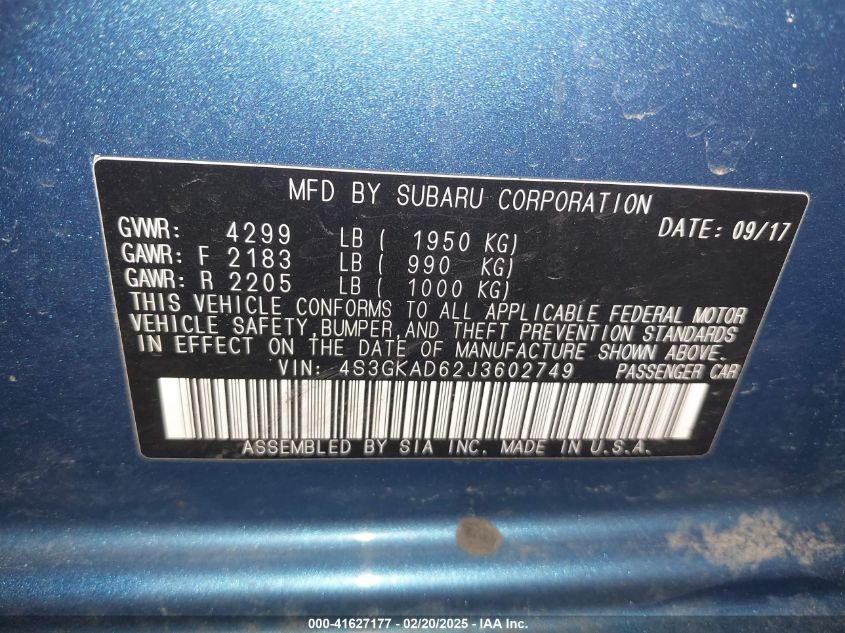 MFD BY SUBARU CORPORATION
GVWR: 4299 LB ( 1950 KG) DATE: 09/17
GAWR: F 2183 LB ( 990 KG)
GAWR: R 2205 LB ( 1000 KG)
THIS VEHICLE CONFORMS TO ALL APPLICABLE FEDERAL MOTOR
VEHICLE SAFETY, BUMPER, AND THEFT PREVENTION STANDARDS
IN EFFECT ON THE DATE OF MANUFACTURE SHOWN ABOVE.
VIN: 4S3GKAD62J3602749 PASSENGER CAR
ASSEMBLED BY SIA INC. MADE IN U.S.A.
000-41627177 - 02/20/2025 - IAA Inc.